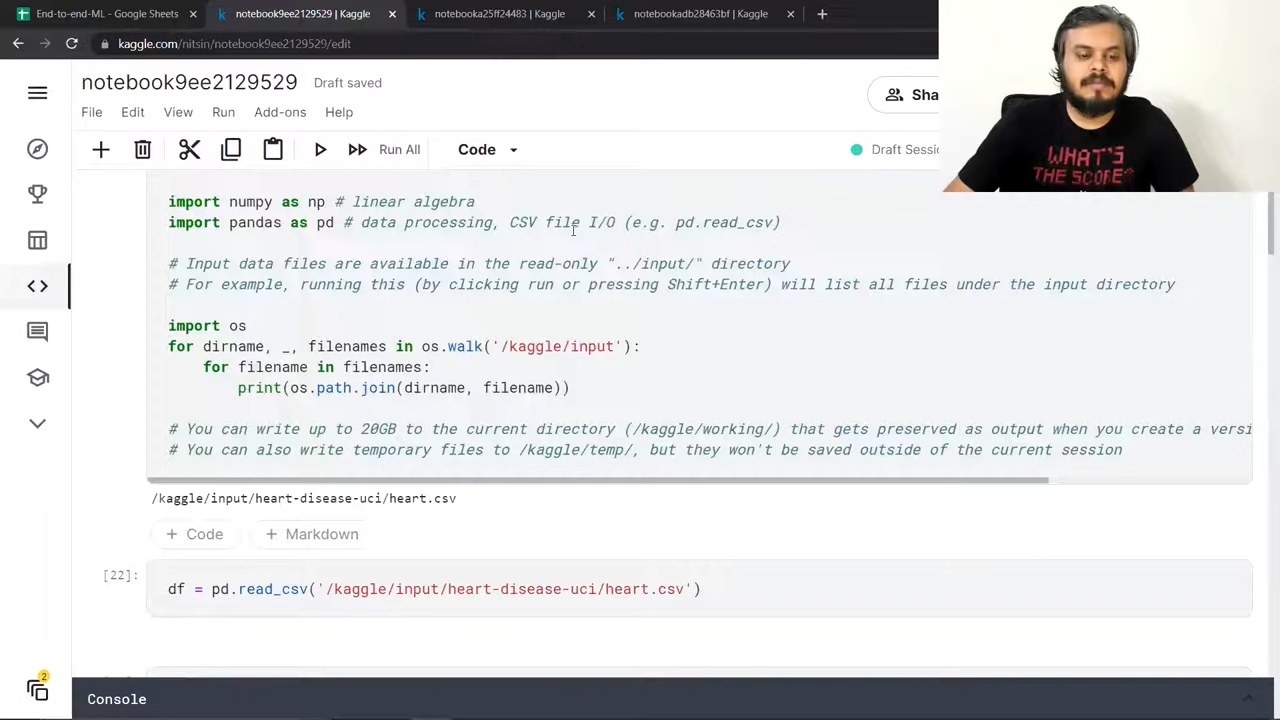 End-to-end-ML - Google Sheets
notebook9ee2129529 | Kaggle
notebooka25ff24483 | Kaggle
notebookadb28463bf | Kaggle
kaggle.com/nitsin/notebook9ee2129529/edit
notebook9ee2129529 Draft saved
Sha
File Edit View Run Add-ons Help
Run All Code Draft Sessi
WHAT'S
THE SCORE?
import numpy as np # linear algebra
import pandas as pd # data processing, CSV file I/O (e.g. pd.read_csv)
# Input data files are available in the read-only "../input/" directory
# For example, running this (by clicking run or pressing Shift+Enter) will list all files under the input directory
import os
for dirname, _, filenames in os.walk('/kaggle/input'):
    for filename in filenames:
        print(os.path.join(dirname, filename))
# You can write up to 20GB to the current directory (/kaggle/working/) that gets preserved as output when you create a versi
# You can also write temporary files to /kaggle/temp/, but they won't be saved outside of the current session
/kaggle/input/heart-disease-uci/heart.csv
+ Code + Markdown
[22]:
df = pd.read_csv('/kaggle/input/heart-disease-uci/heart.csv')
2
Console